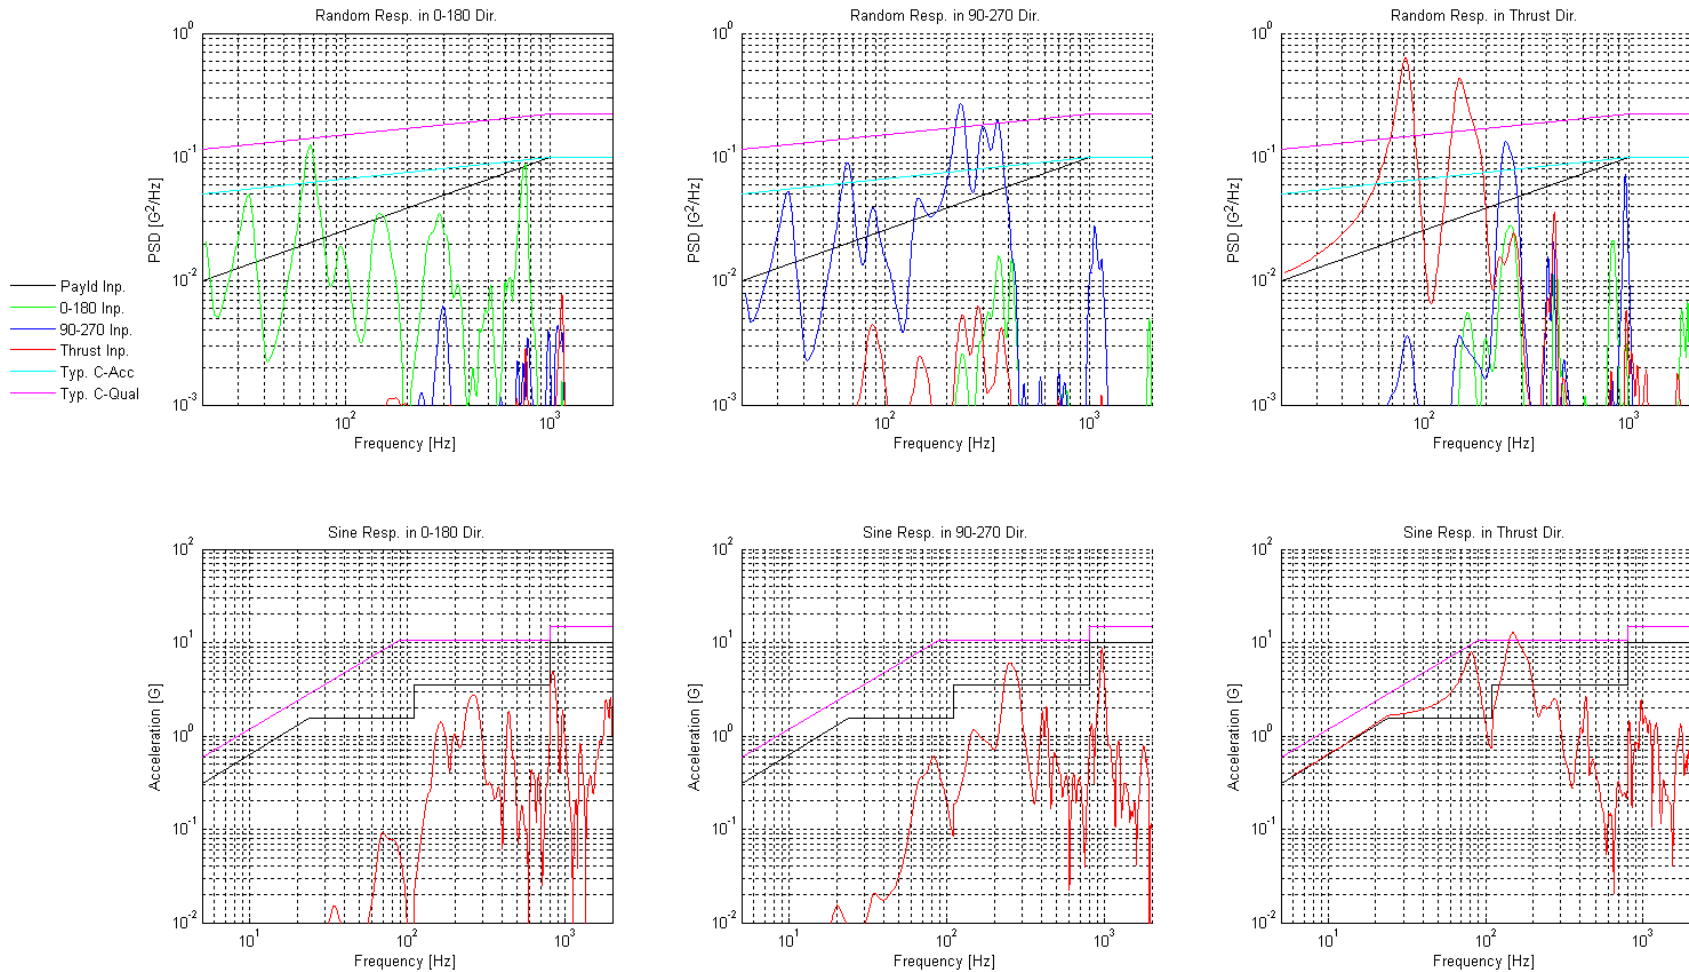 Random Resp. in 0-180 Dir.
10^0
10^-1
10^-2
10^-3
PSD [G^2/Hz]
10^2
10^3
Frequency [Hz]
Random Resp. in 90-270 Dir.
10^0
10^-1
10^-2
10^-3
PSD [G^2/Hz]
10^2
10^3
Frequency [Hz]
Random Resp. in Thrust Dir.
10^0
10^-1
10^-2
10^-3
PSD [G^2/Hz]
10^2
10^3
Frequency [Hz]
Payld Inp.
0-180 Inp.
90-270 Inp.
Thrust Inp.
Typ. C-Acc
Typ. C-Qual
Sine Resp. in 0-180 Dir.
10^2
10^1
10^0
10^-1
10^-2
Acceleration [G]
10^1
10^2
10^3
Frequency [Hz]
Sine Resp. in 90-270 Dir.
10^2
10^1
10^0
10^-1
10^-2
Acceleration [G]
10^1
10^2
10^3
Frequency [Hz]
Sine Resp. in Thrust Dir.
10^2
10^1
10^0
10^-1
10^-2
Acceleration [G]
10^1
10^2
10^3
Frequency [Hz]